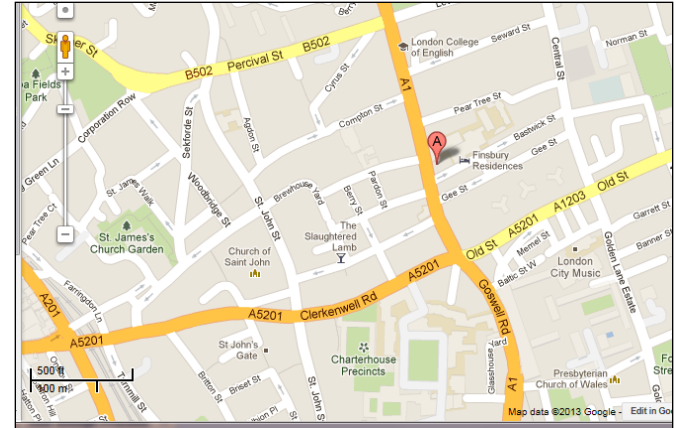 B502
Percival St
B502
London College
of English
Seward St
Norman St
Central St
A1
Cyrus St
Compton St
Pear Tree St
Bastwick St
Gee St
A
Finsbury
Residences
Gee St
Corporation Row
Sekforde St
Agdon St
Woodbridge St
St. James Walk
Brewhouse Yard
Berry St
Pardon St
St. John St
The
Slaughtered
Lamb
Pear Tree Ct
St. James's
Church Garden
Church of
Saint John
A5201
Old St
A5201
A1203
Old St
Memel St
Baltic St W
London
City Music
Golden Lane Estate
Garrett St
Banner S
Farringdon Ln
A201
A5201
A5201
Clerkenwell Rd
Goswell Rd
St John's
Gate
Charterhouse
Precincts
Glasshouse Yard
Presbyterian
Church of Wales
500 ft
400 m
Turnmill St
Britton St
Briset St
St. John St
A1
Map data ©2013 Google -
Edit in Goo